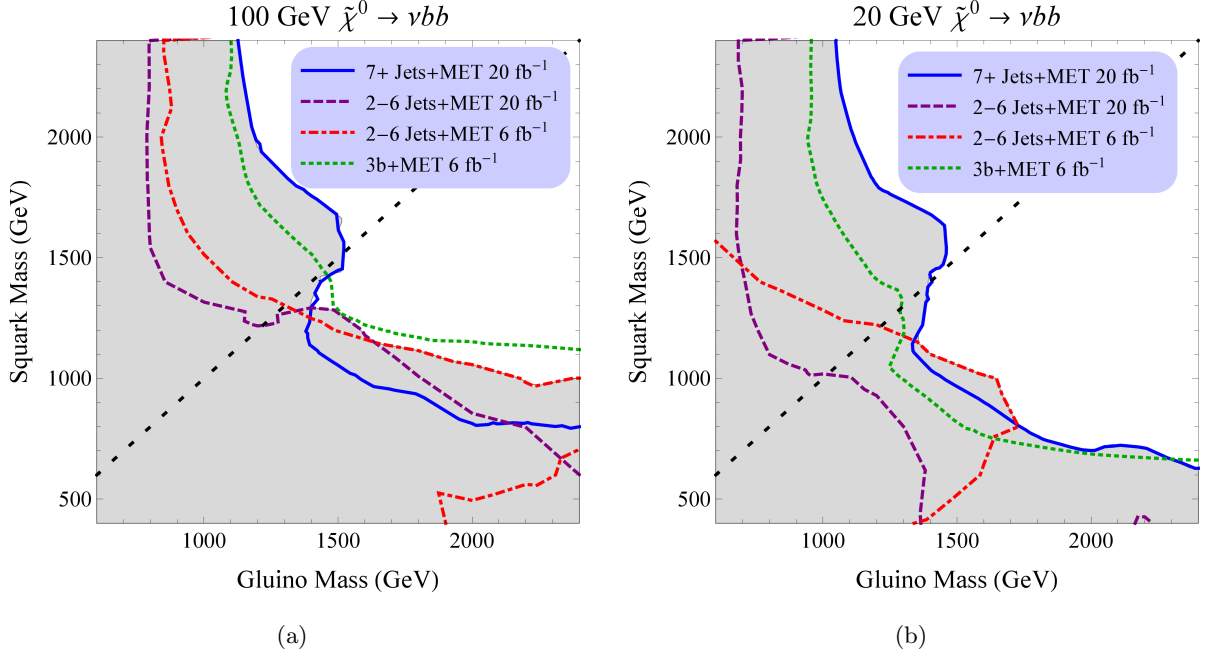 100 GeV χ̃⁰ → νbb
7+ Jets+MET 20 fb⁻¹
2−6 Jets+MET 20 fb⁻¹
2−6 Jets+MET 6 fb⁻¹
3b+MET 6 fb⁻¹
2000
1500
1000
500
Squark Mass (GeV)
1000 1500 2000
Gluino Mass (GeV)
(a)
20 GeV χ̃⁰ → νbb
7+ Jets+MET 20 fb⁻¹
2−6 Jets+MET 20 fb⁻¹
2−6 Jets+MET 6 fb⁻¹
3b+MET 6 fb⁻¹
2000
1500
1000
500
Squark Mass (GeV)
1000 1500 2000
Gluino Mass (GeV)
(b)